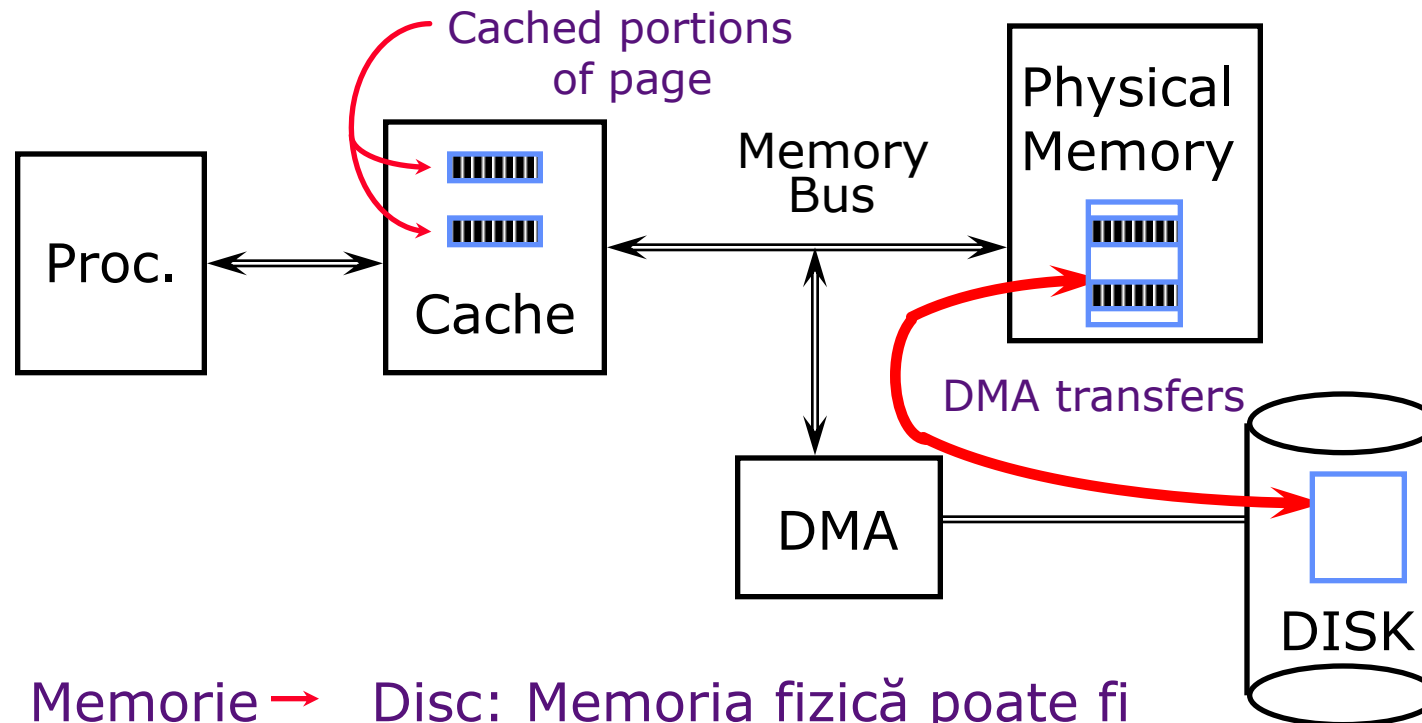 Cached portions
of page
Physical
Memory
Memory
Bus
Proc.
Cache
DMA transfers
DMA
DISK
Memorie → Disc: Memoria fizică poate fi